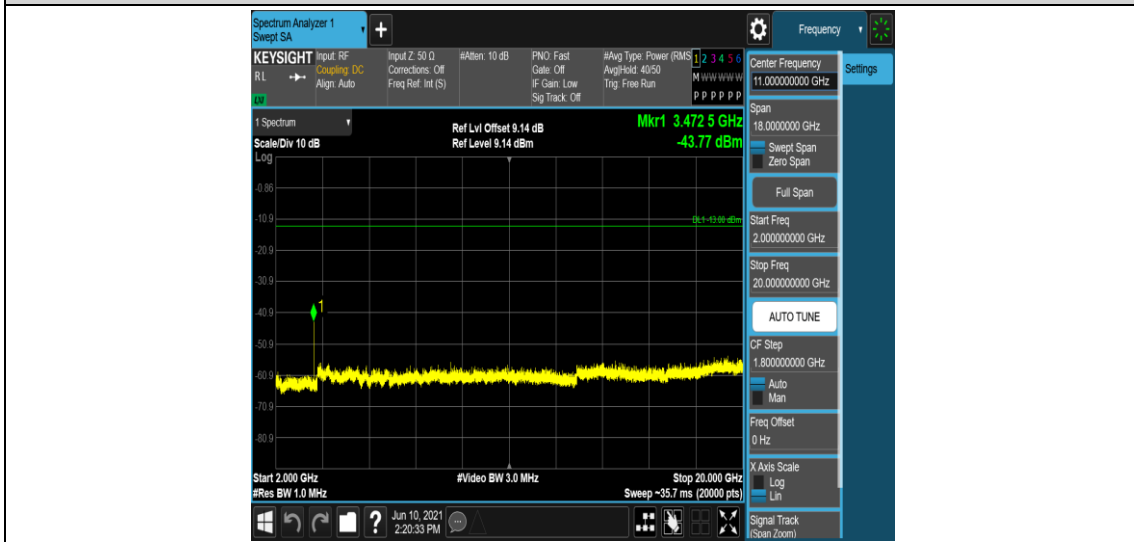 Spectrum Analyzer 1
Swept SA
+
Frequency
KEYSIGHT
RL
Input: RF
Coupling: DC
Align: Auto
Input Z: 50 Ω
Corrections: Off
Freq Ref: Int (S)
#Atten: 10 dB
PNO: Fast
Gate: Off
IF Gain: Low
Sig Track: Off
#Avg Type: Power (RMS
Avg|Hold: 40/50
Trig: Free Run
1 2 3 4 5 6
M W W W W W
P P P P P P
1 Spectrum
Scale/Div 10 dB
Ref Lvl Offset 9.14 dB
Ref Level 9.14 dBm
Mkr1 3.472 5 GHz
-43.77 dBm
Log
-0.86
-10.9
DL1 -13.00 dBm
-20.9
-30.9
-40.9
1
-50.9
-60.9
-70.9
-80.9
Start 2.000 GHz
#Video BW 3.0 MHz
Stop 20.000 GHz
#Res BW 1.0 MHz
Sweep ~35.7 ms (20000 pts)
?
Jun 10, 2021
2:20:33 PM
Center Frequency
11.000000000 GHz
Settings
Span
18.0000000 GHz
Swept Span
Zero Span
Full Span
Start Freq
2.000000000 GHz
Stop Freq
20.000000000 GHz
AUTO TUNE
CF Step
1.800000000 GHz
Auto
Man
Freq Offset
0 Hz
X Axis Scale
Log
Lin
Signal Track
(Span Zoom)